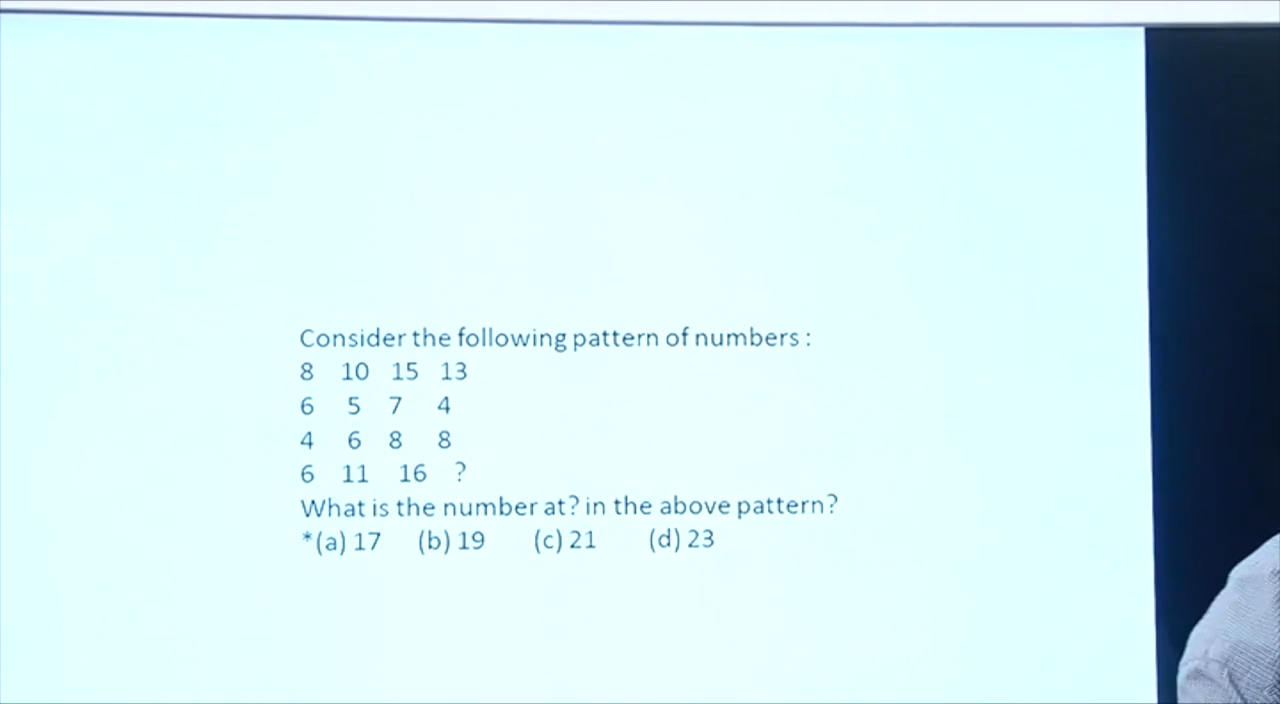 Consider the following pattern of numbers :
8 10 15 13
6 5 7 4
4 6 8 8
6 11 16 ?
What is the number at? in the above pattern?
*(a) 17 (b) 19 (c) 21 (d) 23